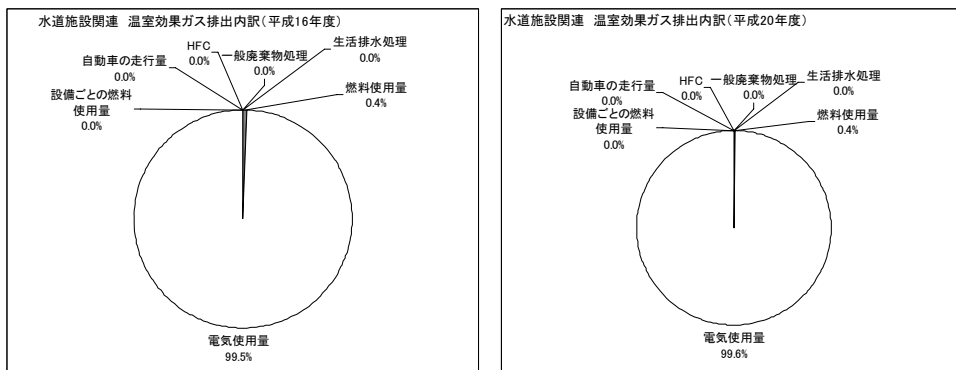 水道施設関連 温室効果ガス排出内訳(平成16年度)
HFC
0.0%
一般廃棄物処理
0.0%
生活排水処理
0.0%
自動車の走行量
0.0%
設備ごとの燃料
使用量
0.0%
燃料使用量
0.4%
電気使用量
99.5%
水道施設関連 温室効果ガス排出内訳(平成20年度)
自動車の走行量
0.0%
HFC
0.0%
一般廃棄物処理
0.0%
生活排水処理
0.0%
設備ごとの燃料
使用量
0.0%
燃料使用量
0.4%
電気使用量
99.6%